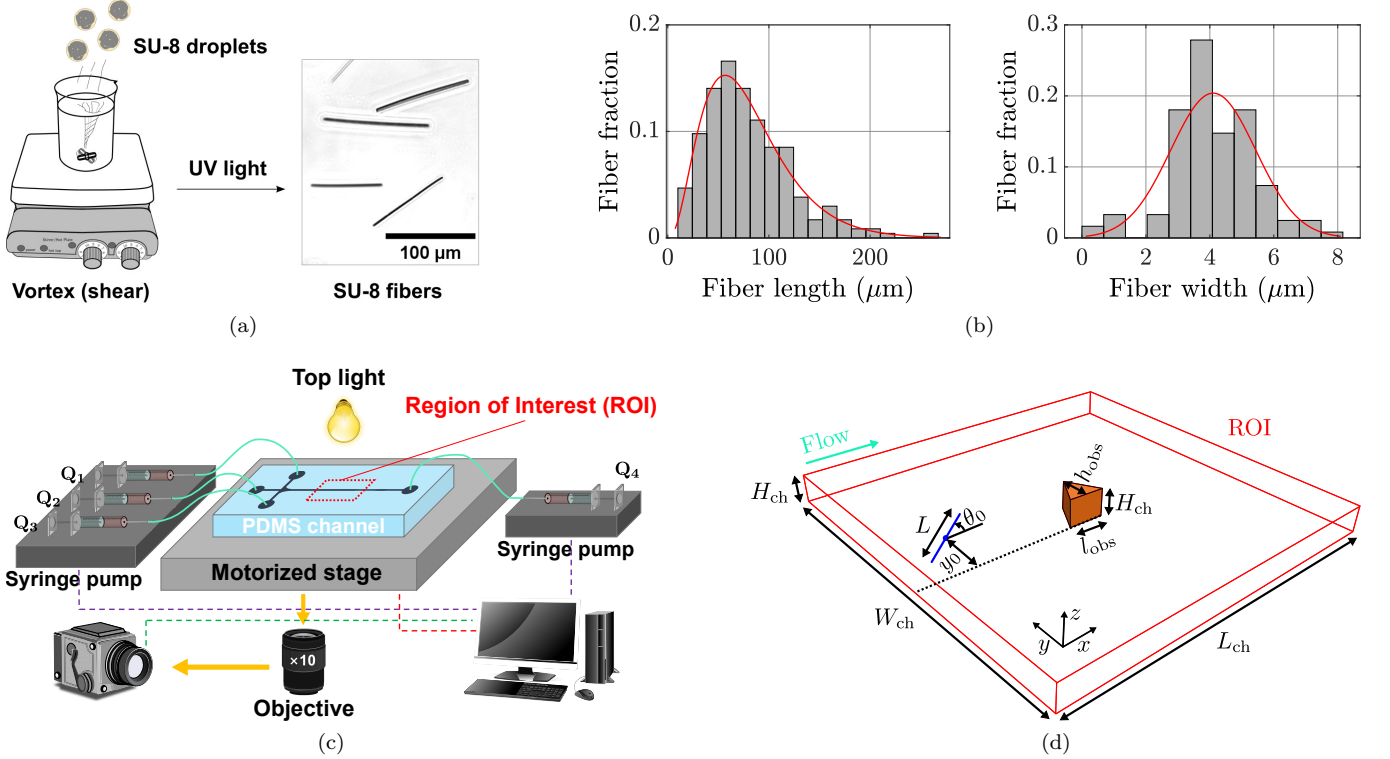 SU-8 droplets
UV light
100 µm
Vortex (shear)
SU-8 fibers
(a)
Fiber fraction
0.2
0.1
0
0
100
200
Fiber length (µm)
Fiber fraction
0.3
0.2
0.1
0
0
2
4
6
8
Fiber width (µm)
(b)
Top light
Region of Interest (ROI)
Q1
Q2
Q3
Q4
PDMS channel
Syringe pump
Syringe pump
Motorized stage
×10
Objective
(c)
Flow
ROI
Hch
hobs
Hch
L
θ0
y0
lobs
Wch
z
y
x
Lch
(d)